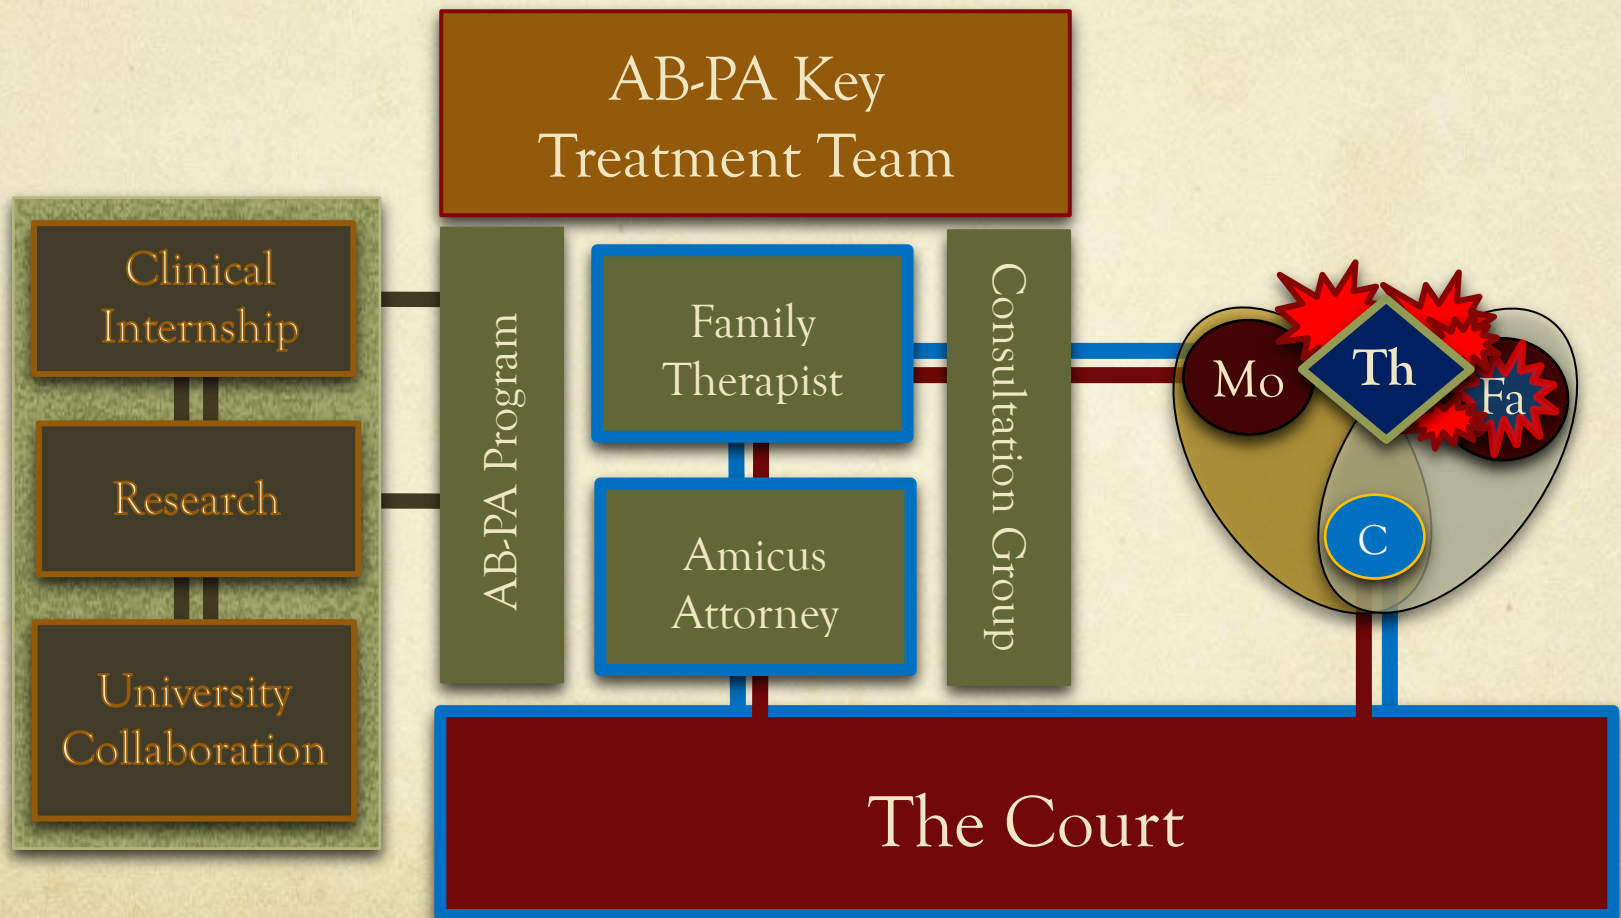 AB-PA Key
Treatment Team
Clinical
Internship
Research
University
Collaboration
AB-PA Program
Family
Therapist
Amicus
Attorney
Consultation Group
Mo
Th
Fa
C
The Court